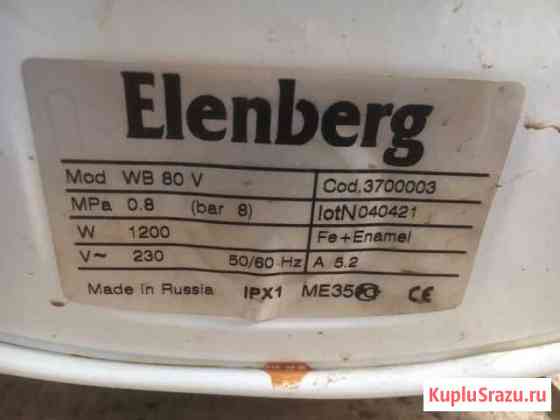 Elenberg
Mod WB 80 V Cod.3700003
MPa 0.8 (bar 8) lotN040421
W 1200 Fe+Enamel
V~ 230 50/60 Hz A 5.2
Made in Russia IPX1 ME35 CE
KupluSrazu.ru